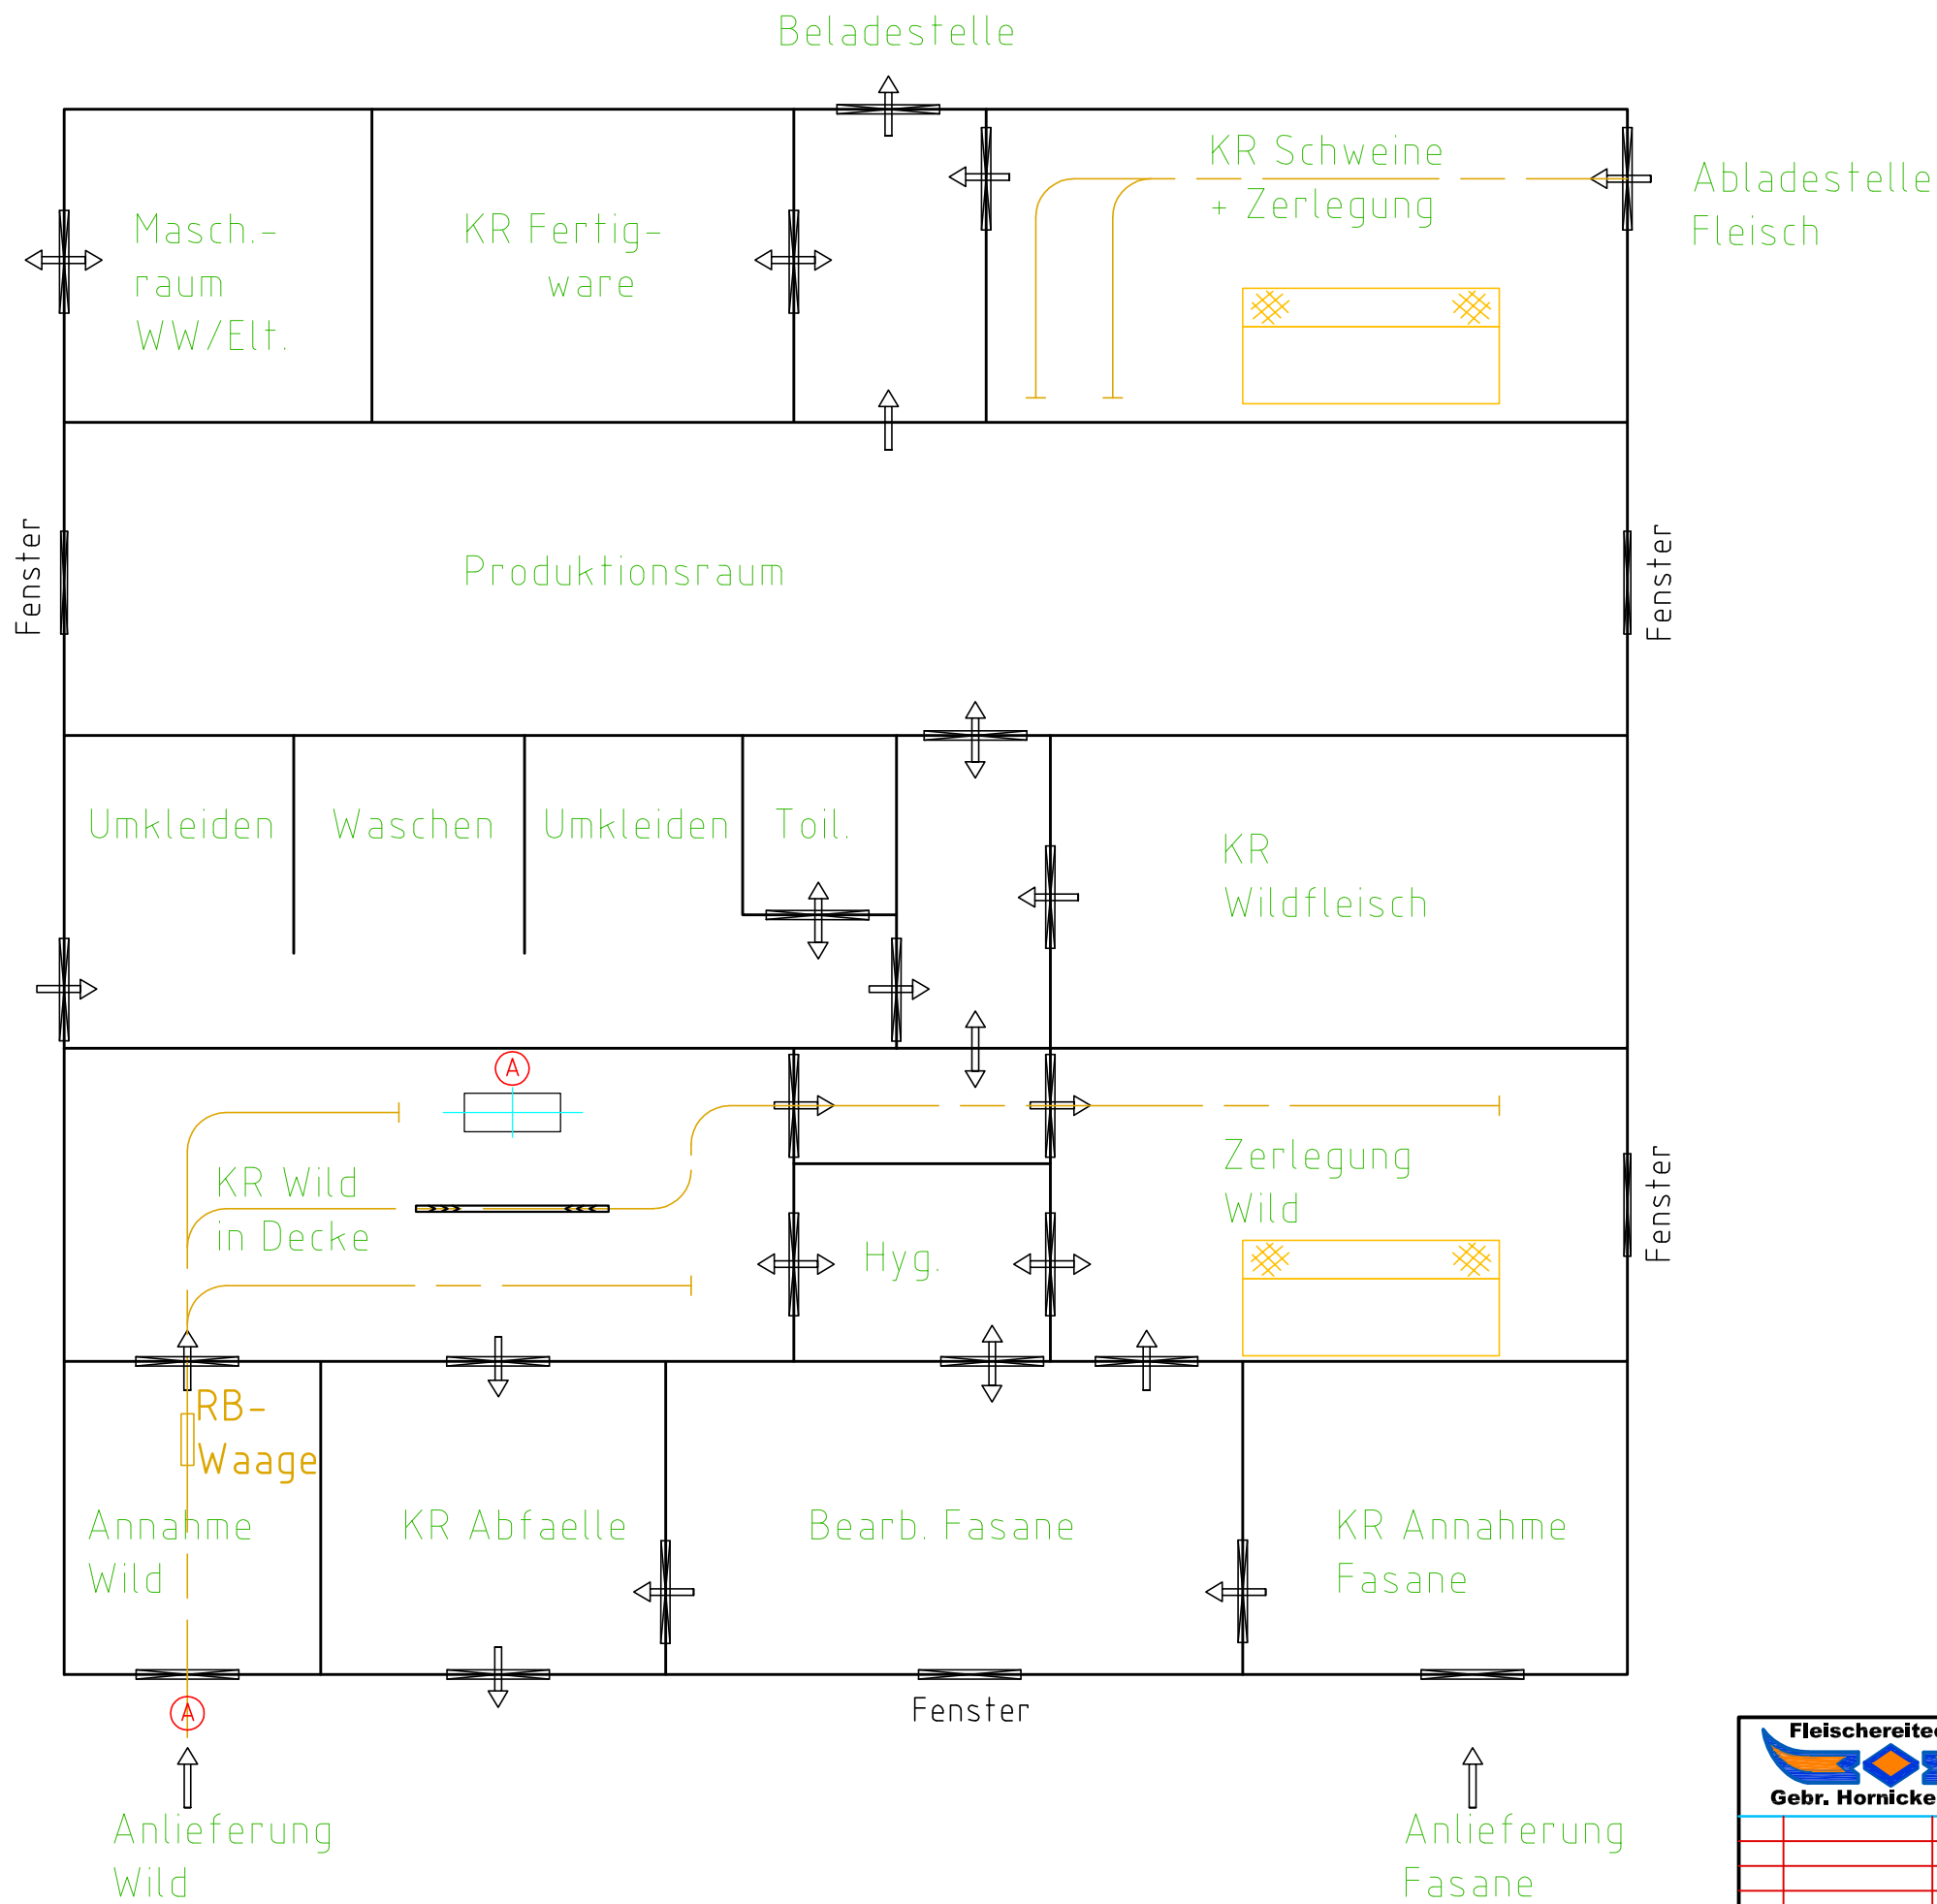 Beladestelle
KR Schweine
+ Zerlegung
Abladestelle
Fleisch
Masch.-
raum
WW/Elt.
KR Fertig-
ware
Fenster
Produktionsraum
Fenster
Umkleiden
Waschen
Umkleiden
Toil.
KR
Wildfleisch
A
KR Wild
in Decke
Zerlegung
Wild
Fenster
Hyg.
RB-
Waage
Annahme
Wild
KR Abfaelle
Bearb. Fasane
KR Annahme
Fasane
A
Fenster
Anlieferung
Wild
Anlieferung
Fasane
Gebr. Hornicke